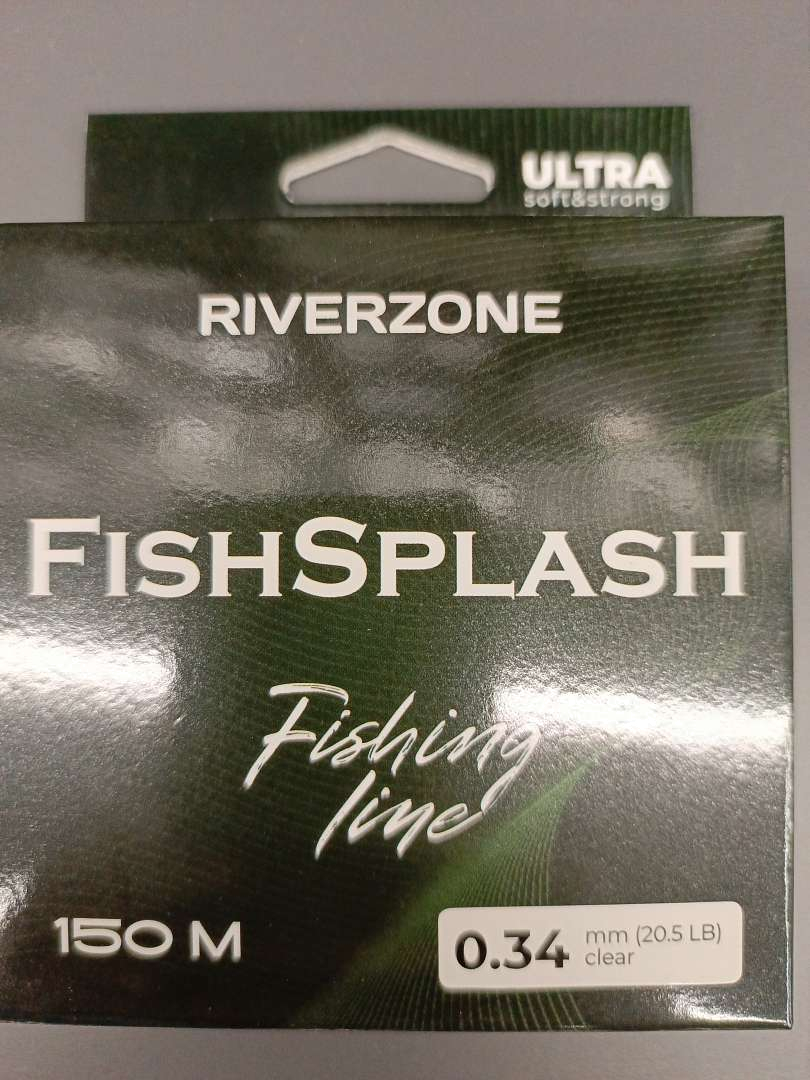 ULTRA
soft&strong
RIVERZONE
FISHSPLASH
Fishing
line
150 M
0.34 mm (20.5 LB)
clear